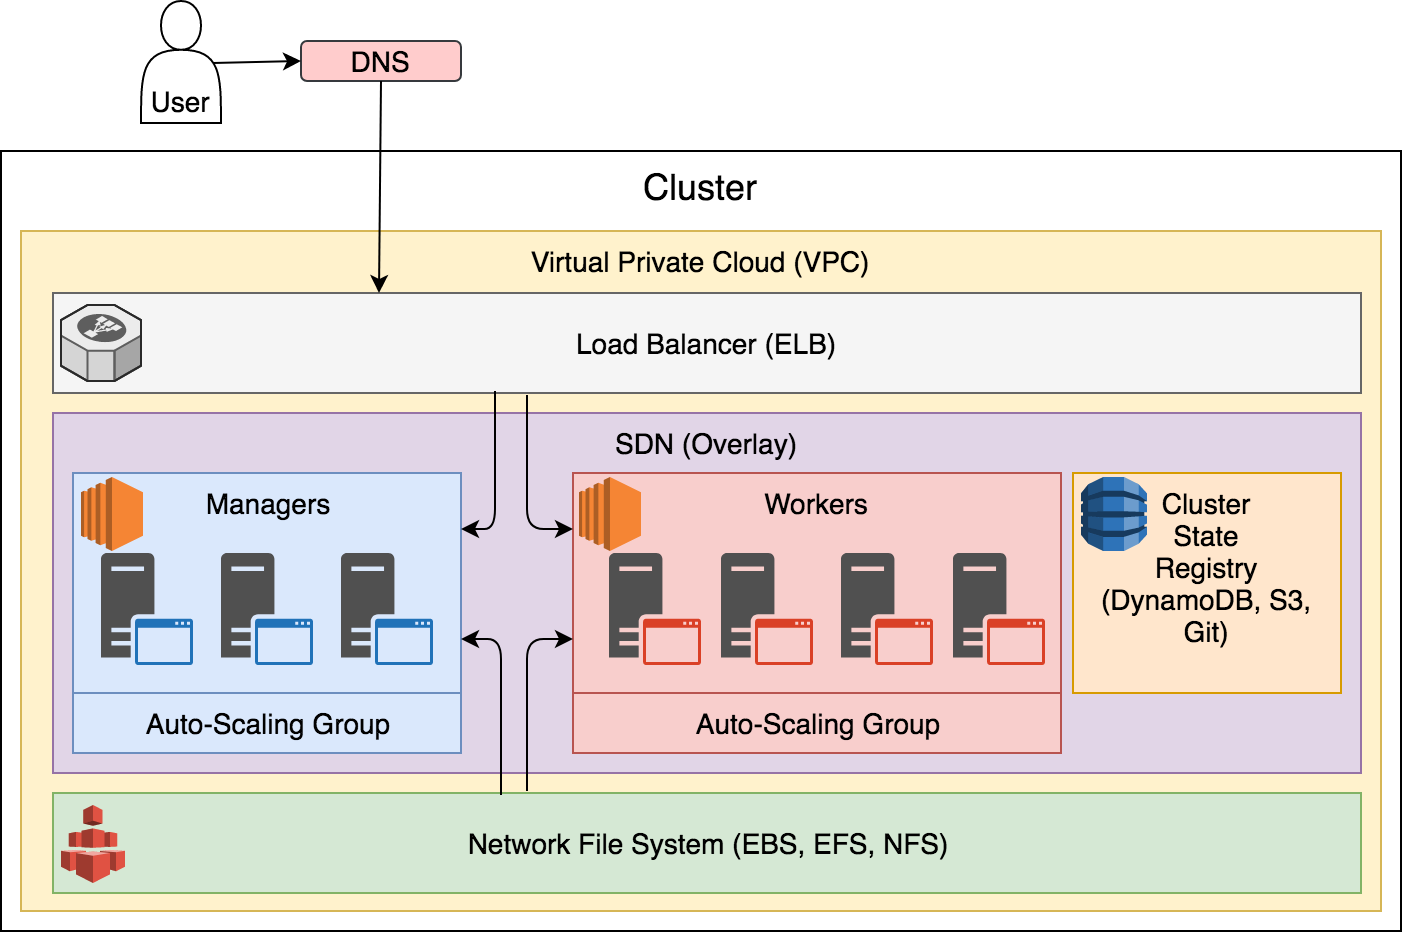 User
DNS
Cluster
Virtual Private Cloud (VPC)
Load Balancer (ELB)
SDN (Overlay)
Managers
Auto-Scaling Group
Workers
Auto-Scaling Group
Cluster
State
Registry
(DynamoDB, S3,
Git)
Network File System (EBS, EFS, NFS)